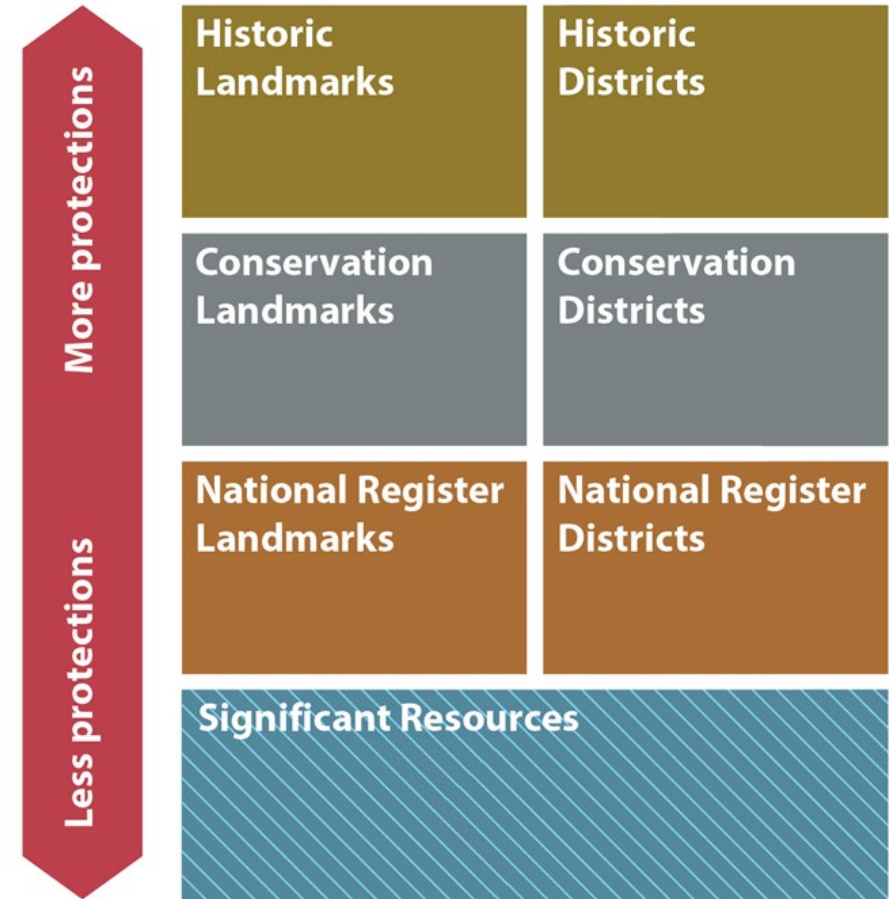 More protections
Less protections
Historic
Landmarks
Historic
Districts
Conservation
Landmarks
Conservation
Districts
National Register
Landmarks
National Register
Districts
Significant Resources